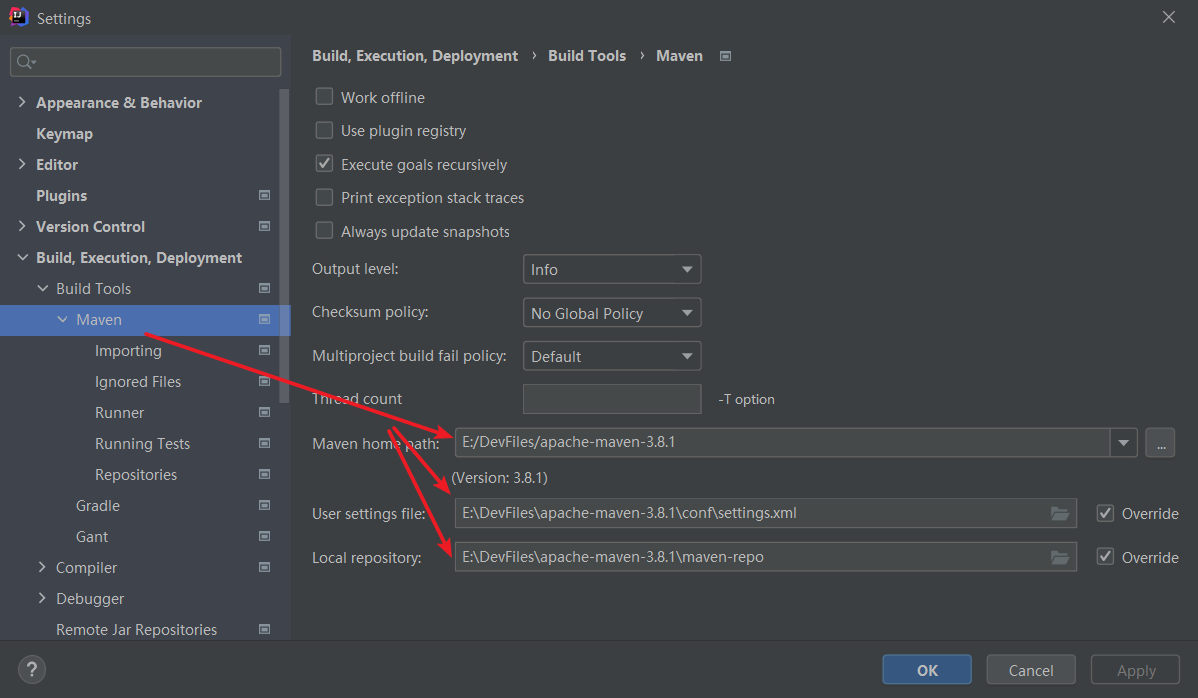 Settings
Appearance & Behavior
Keymap
Editor
Plugins
Version Control
Build, Execution, Deployment
Build Tools
Maven
Importing
Ignored Files
Runner
Running Tests
Repositories
Gradle
Gant
Compiler
Debugger
Remote Jar Repositories
Build, Execution, Deployment › Build Tools › Maven
Work offline
Use plugin registry
Execute goals recursively
Print exception stack traces
Always update snapshots
Output level: Info
Checksum policy: No Global Policy
Multiproject build fail policy: Default
Thread count -T option
Maven home path: E:/DevFiles/apache-maven-3.8.1 ...
(Version: 3.8.1)
User settings file: E:\DevFiles\apache-maven-3.8.1\conf\settings.xml Override
Local repository: E:\DevFiles\apache-maven-3.8.1\maven-repo Override
? OK Cancel Apply